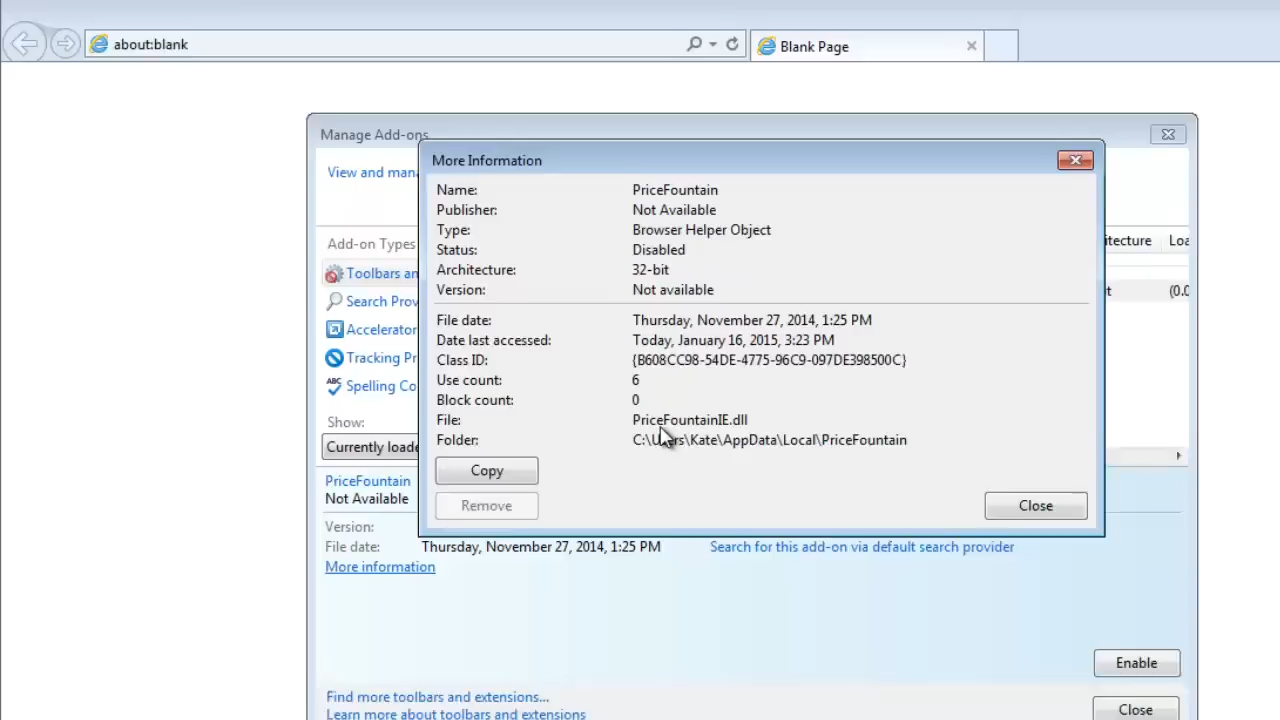 about:blank
Blank Page
Manage Add-ons
More Information
View and man
Name: PriceFountain
Publisher: Not Available
Type: Browser Helper Object
Status: Disabled
Architecture: 32-bit
Version: Not available
Add-on Types
itecture Loa
Toolbars an
Search Prov
(0.0
Accelerator
Tracking Pr
Spelling Co
File date: Thursday, November 27, 2014, 1:25 PM
Date last accessed: Today, January 16, 2015, 3:23 PM
Class ID: {B608CC98-54DE-4775-96C9-097DE398500C}
Use count: 6
Block count: 0
File: PriceFountainIE.dll
Folder: C:\Users\Kate\AppData\Local\PriceFountain
Show:
Currently loade
Copy
Remove
Close
PriceFountain
Not Available
Version:
File date: Thursday, November 27, 2014, 1:25 PM
Search for this add-on via default search provider
More information
Enable
Find more toolbars and extensions...
Learn more about toolbars and extensions
Close